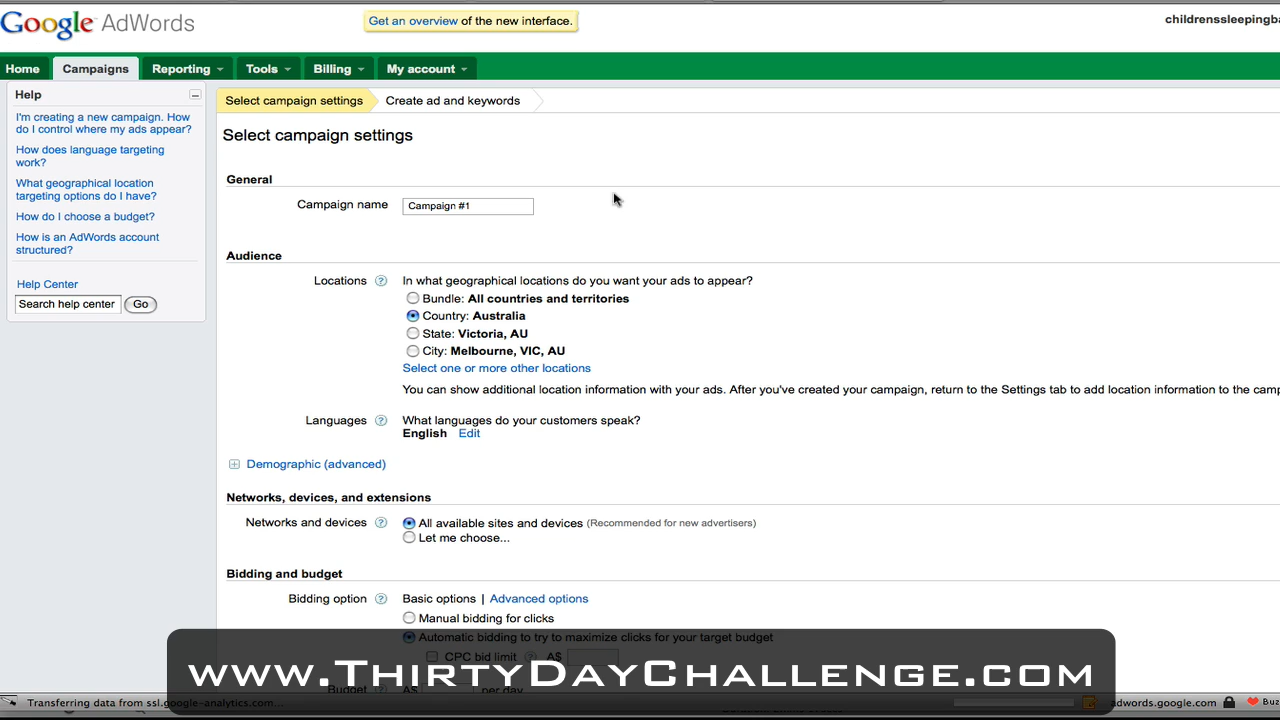 Google AdWords
Get an overview of the new interface.
childrenssleepingba
Home Campaigns Reporting Tools Billing My account
Help
I'm creating a new campaign. How
do I control where my ads appear?
How does language targeting
work?
What geographical location
targeting options do I have?
How do I choose a budget?
How is an AdWords account
structured?
Help Center
Search help center Go
Select campaign settings Create ad and keywords
Select campaign settings
General
Campaign name Campaign #1
Audience
Locations ? In what geographical locations do you want your ads to appear?
Bundle: All countries and territories
Country: Australia
State: Victoria, AU
City: Melbourne, VIC, AU
Select one or more other locations
You can show additional location information with your ads. After you've created your campaign, return to the Settings tab to add location information to the camp
Languages ? What languages do your customers speak?
English Edit
Demographic (advanced)
Networks, devices, and extensions
Networks and devices ? All available sites and devices (Recommended for new advertisers)
Let me choose...
Bidding and budget
Bidding option ? Basic options | Advanced options
Manual bidding for clicks
Automatic bidding to try to maximize clicks for your target budget
CPC bid limit ? A$
www.ThirtyDayChallenge.com
Budget ? A$ per day
Transferring data from ssl.google-analytics.com...
adwords.google.com